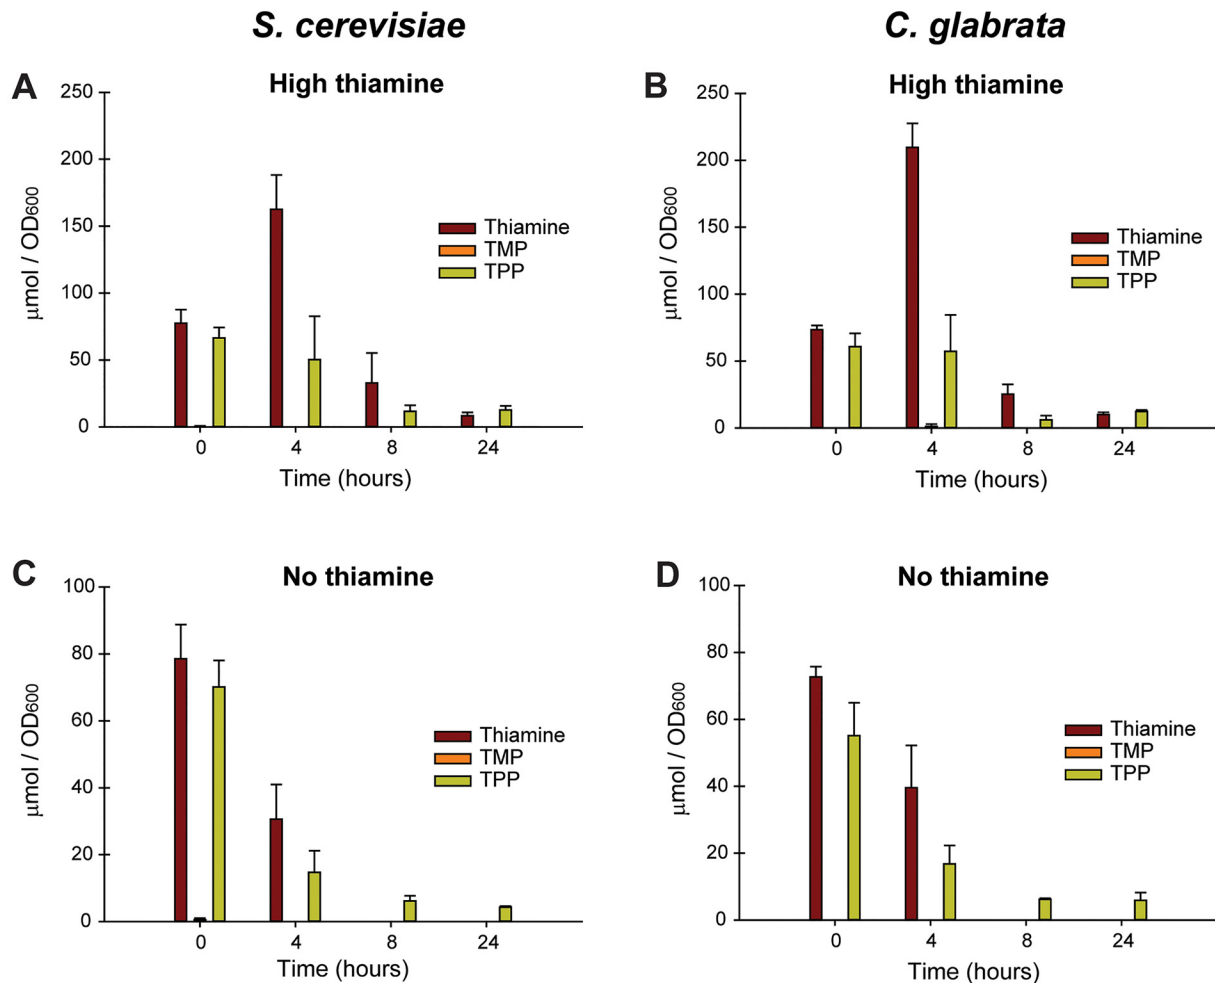 S. cerevisiae
C. glabrata
A
High thiamine
250
200
150
100
50
0
μmol / OD600
Thiamine
TMP
TPP
0 4 8 24
Time (hours)
B
High thiamine
250
200
150
100
50
0
μmol / OD600
Thiamine
TMP
TPP
0 4 8 24
Time (hours)
C
No thiamine
100
80
60
40
20
0
μmol / OD600
Thiamine
TMP
TPP
0 4 8 24
Time (hours)
D
No thiamine
100
80
60
40
20
0
μmol / OD600
Thiamine
TMP
TPP
0 4 8 24
Time (hours)